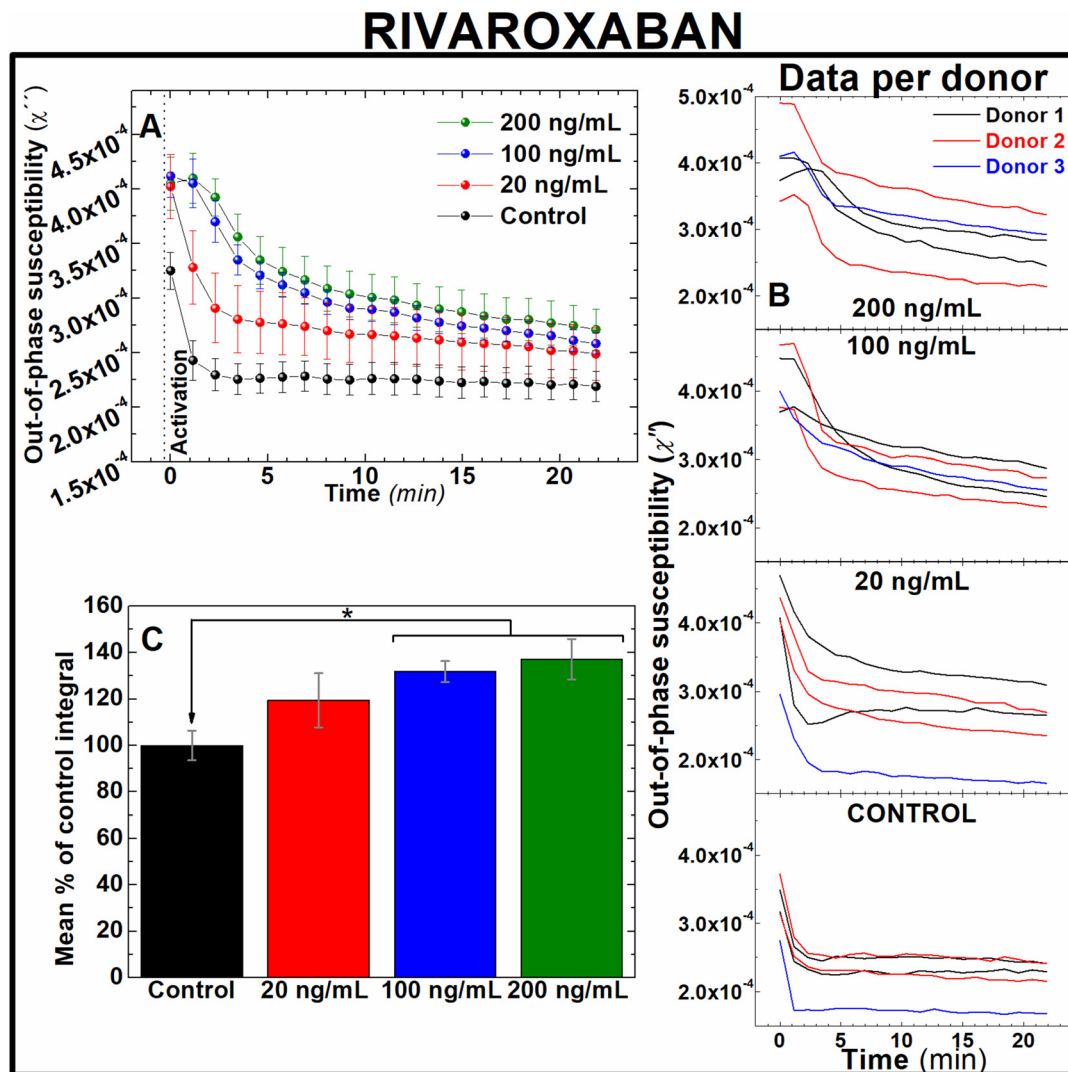 RIVAROXABAN
A
Out-of-phase susceptibility (χ´´)
4.5x10⁻⁴
4.0x10⁻⁴
3.5x10⁻⁴
3.0x10⁻⁴
2.5x10⁻⁴
2.0x10⁻⁴
1.5x10⁻⁴
Activation
200 ng/mL
100 ng/mL
20 ng/mL
Control
0 5 10 15 20
Time (min)
C
Mean % of control integral
160
140
120
100
80
60
40
20
0
*
Control 20 ng/mL 100 ng/mL 200 ng/mL
Data per donor
B
Out-of-phase susceptibility (χ")
5.0x10⁻⁴
4.0x10⁻⁴
3.0x10⁻⁴
2.0x10⁻⁴
Donor 1
Donor 2
Donor 3
200 ng/mL
100 ng/mL
4.0x10⁻⁴
3.0x10⁻⁴
2.0x10⁻⁴
20 ng/mL
4.0x10⁻⁴
3.0x10⁻⁴
2.0x10⁻⁴
CONTROL
4.0x10⁻⁴
3.0x10⁻⁴
2.0x10⁻⁴
0 5 10 15 20
Time (min)